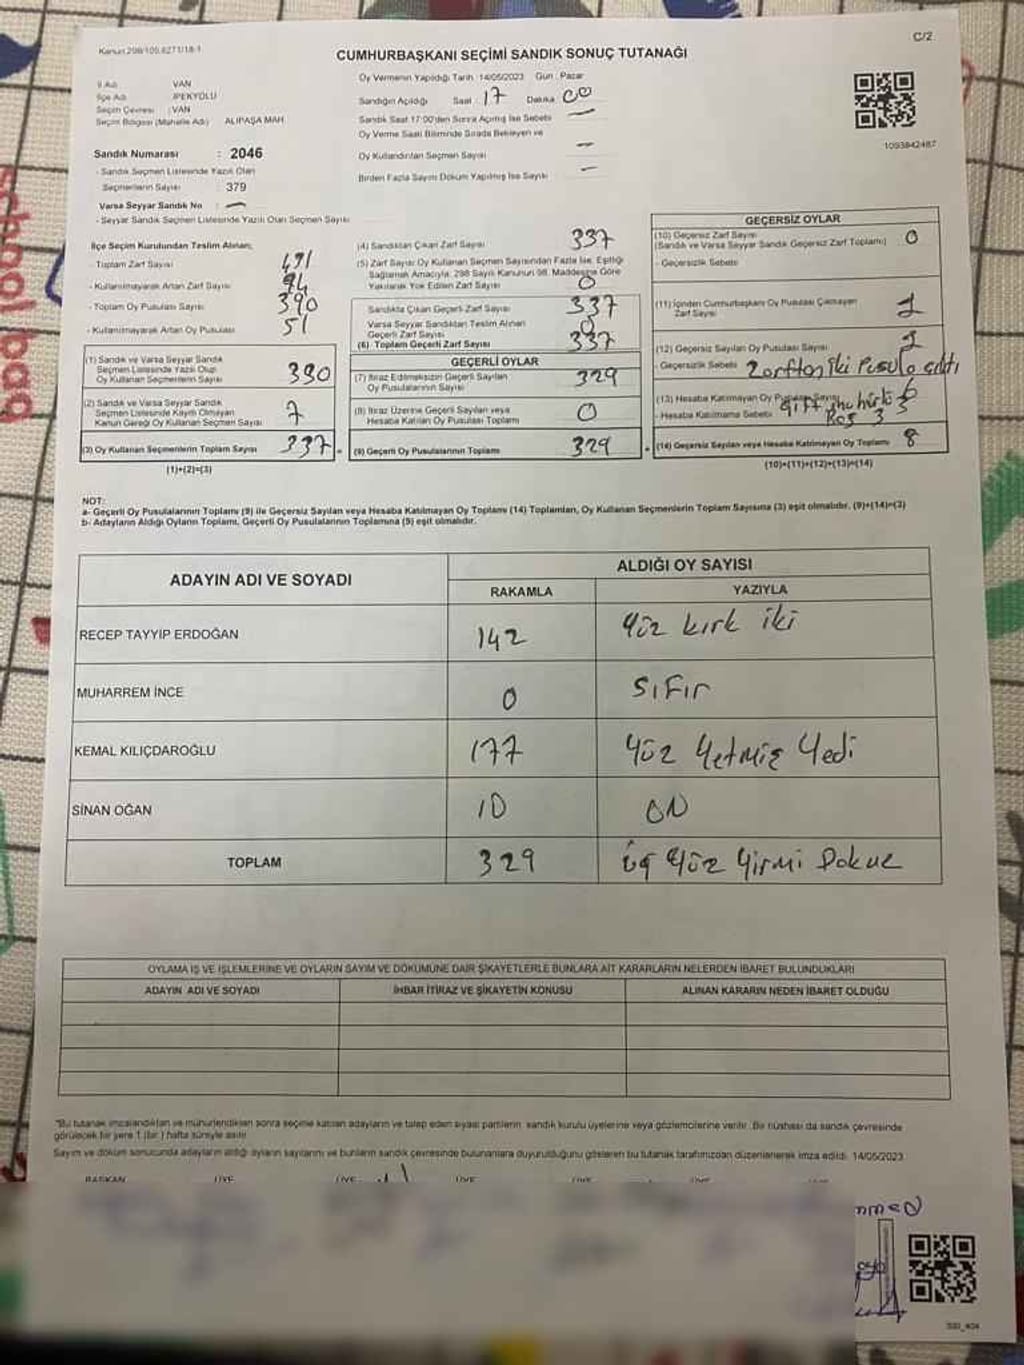 Kanun 298/105,6271/18-1
C/2
CUMHURBAŞKANI SEÇİMİ SANDIK SONUÇ TUTANAĞI
İl Adı VAN
İlçe Adı İPEKYOLU
Seçim Çevresi : VAN
Seçim Bölgesi (Mahalle Adı) ALİPAŞA MAH
Sandık Numarası : 2046
- Sandık Seçmen Listesinde Yazılı Olan
Seçmenlerin Sayısı 379
Varsa Seyyar Sandık No : —
- Seyyar Sandık Seçmen Listesinde Yazılı Olan Seçmen Sayısı
Oy Vermenin Yapıldığı Tarih : 14/05/2023 Gün : Pazar
Sandığın Açıldığı Saat 17 Dakika 00
Sandık Saat 17:00'den Sonra Açılmış İse Sebebi —
Oy Verme Saati Bitiminde Sırada Bekleyen ve
Oy Kullandırılan Seçmen Sayısı —
Birden Fazla Sayım Döküm Yapılmış İse Sayısı —
1093842487
İlçe Seçim Kurulundan Teslim Alınan;
- Toplam Zarf Sayısı
- Kullanılmayarak Artan Zarf Sayısı 94
- Toplam Oy Pusulası Sayısı 390
- Kullanılmayarak Artan Oy Pusulası 51
(1) Sandık ve Varsa Seyyar Sandık
Seçmen Listesinde Yazılı Olup
Oy Kullanan Seçmenlerin Sayısı 330
(2) Sandık ve Varsa Seyyar Sandık
Seçmen Listesinde Kayıtlı Olmayan
Kanun Gereği Oy Kullanan Seçmen Sayısı 7
(3) Oy Kullanan Seçmenlerin Toplam Sayısı 337
(1)+(2)=(3)
(4) Sandıktan Çıkan Zarf Sayısı 337
(5) Zarf Sayısı Oy Kullanan Seçmen Sayısından Fazla İse, Eşitliği
Sağlamak Amacıyla, 298 Sayılı Kanunun 98. Maddesine Göre
Yakılarak Yok Edilen Zarf Sayısı 0
Sandıkta Çıkan Geçerli Zarf Sayısı 337
Varsa Seyyar Sandıktan Teslim Alınan
Geçerli Zarf Sayısı 0
(6) Toplam Geçerli Zarf Sayısı 337
GEÇERLİ OYLAR
(7) İtiraz Edilmeksizin Geçerli Sayılan
Oy Pusulalarının Sayısı 329
(8) İtiraz Üzerine Geçerli Sayılan veya
Hesaba Katılan Oy Pusulası Toplamı 0
(9) Geçerli Oy Pusulalarının Toplamı 329
GEÇERSİZ OYLAR
(10) Geçersiz Zarf Sayısı
(Sandık ve Varsa Seyyar Sandık Geçersiz Zarf Toplamı) 0
- Geçersizlik Sebebi
(11) İçinden Cumhurbaşkanı Oy Pusulası Çıkmayan
Zarf Sayısı
(12) Geçersiz Sayılan Oy Pusulası Sayısı
- Geçersizlik Sebebi Zarftan İki Pusula çıktı
(13) Hesaba Katılmayan Oy Pusulası Sayısı 6
- Hesaba Katılmama Sebebi Çift mühürlü 3
Boş 3
(14) Geçersiz Sayılan veya Hesaba Katılmayan Oy Toplamı 8
(10)+(11)+(12)+(13)=(14)
NOT:
a- Geçerli Oy Pusulalarının Toplamı (9) ile Geçersiz Sayılan veya Hesaba Katılmayan Oy Toplamı (14) Toplamları, Oy Kullanan Seçmenlerin Toplam Sayısına (3) eşit olmalıdır. (9)+(14)=(3)
b- Adayların Aldığı Oyların Toplamı, Geçerli Oy Pusulalarının Toplamına (9) eşit olmalıdır.
ADAYIN ADI VE SOYADI ALDIĞI OY SAYISI
RAKAMLA YAZIYLA
RECEP TAYYİP ERDOĞAN 142 Yüz kırk iki
MUHARREM İNCE 0 SıFır
KEMAL KILIÇDAROĞLU 177 Yüz Yetmiş Yedi
SİNAN OĞAN 10 ON
TOPLAM 329 üç Yüz Yirmi Dokuz
OYLAMA İŞ VE İŞLEMLERİNE VE OYLARIN SAYIM VE DÖKÜMÜNE DAİR ŞİKAYETLERLE BUNLARA AİT KARARLARIN NELERDEN İBARET BULUNDUKLARI
ADAYIN ADI VE SOYADI İHBAR İTİRAZ VE ŞİKAYETİN KONUSU ALINAN KARARIN NEDEN İBARET OLDUĞU
*Bu tutanak imzalandıktan ve mühürlendikten sonra seçime katılan adayların ve talep eden siyasi partilerin, sandık kurulu üyelerine veya gözlemcilerine verilir. Bir nüshası da sandık çevresinde
görülecek bir yere 1 (bir) hafta süreyle asılır.
Sayım ve döküm sonucunda adayların aldığı oyların sayılarını ve bunların sandık çevresinde bulunanlara duyurulduğunu gösteren bu tutanak tarafımızdan düzenlenerek imza edildi. 14/05/2023
BAŞKAN ÜYE ÜYE ÜYE ÜYE ÜYE ÜYE